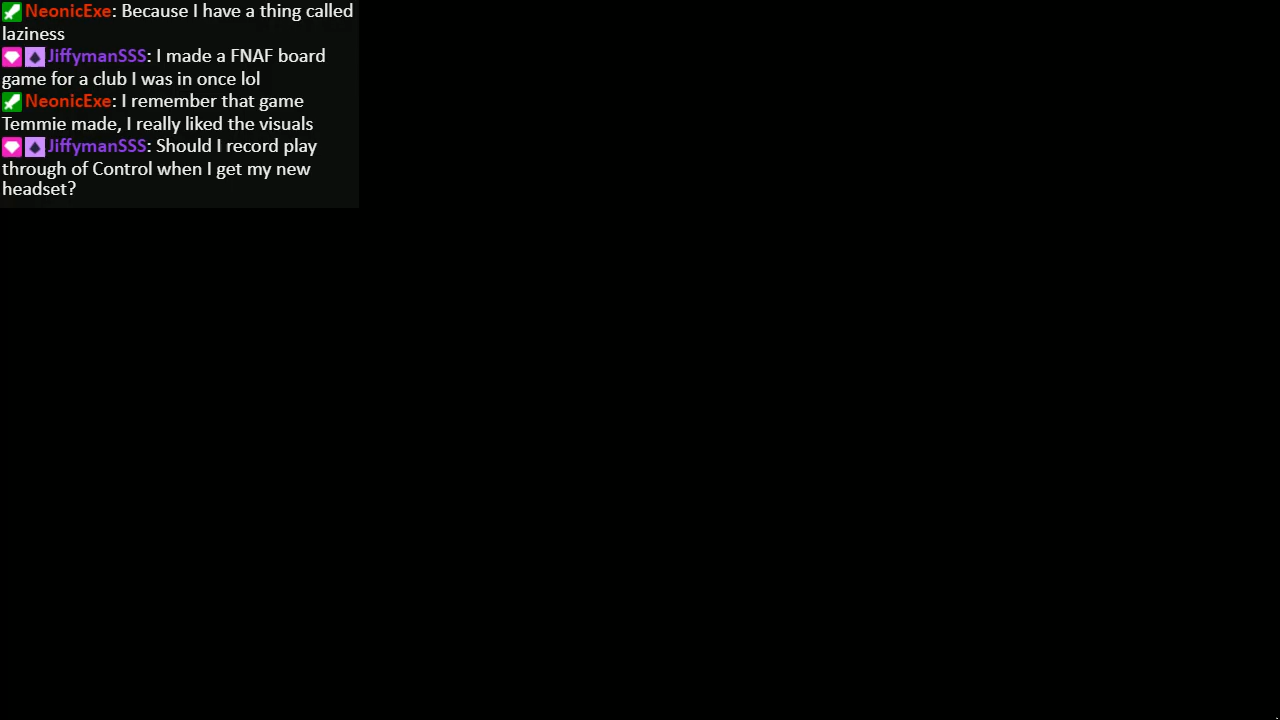 NeonicExe: Because I have a thing called
laziness
JiffymanSSS: I made a FNAF board
game for a club I was in once lol
NeonicExe: I remember that game
Temmie made, I really liked the visuals
JiffymanSSS: Should I record play
through of Control when I get my new
headset?